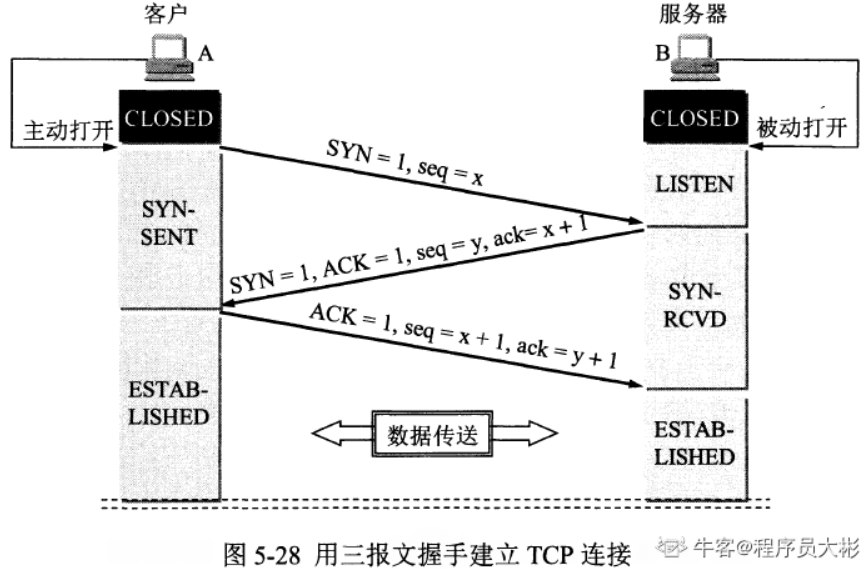 客户
服务器
A
B
CLOSED
CLOSED
主动打开
被动打开
SYN = 1, seq = x
LISTEN
SYN-
SENT
SYN = 1, ACK = 1, seq = y, ack= x + 1
SYN-
RCVD
ACK = 1, seq = x + 1, ack = y + 1
ESTAB-
LISHED
数据传送
ESTAB-
LISHED
图 5-28 用三报文握手建立 TCP 连接
牛客@程序员大彬